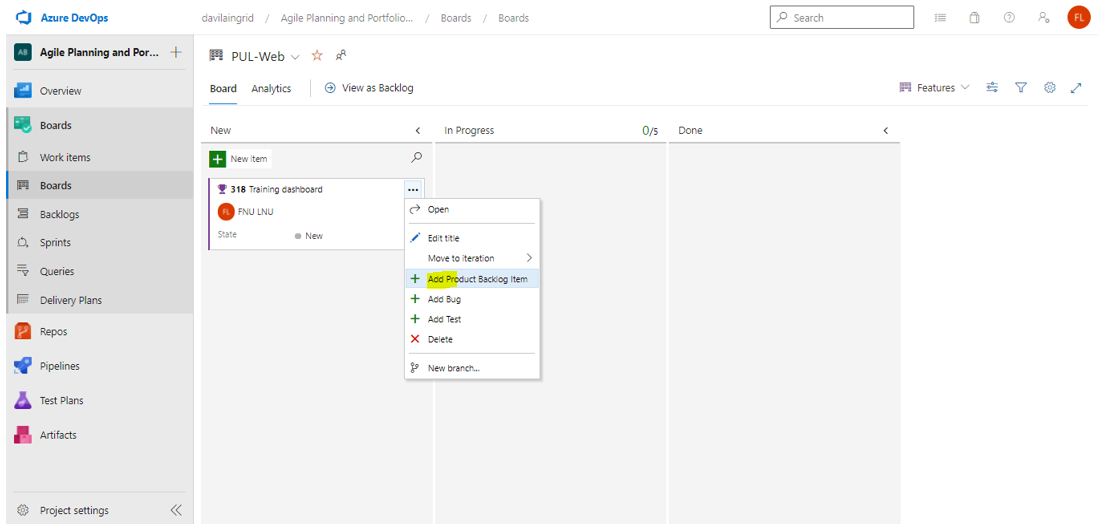 Azure DevOps
davilaingrid / Agile Planning and Portfolio... / Boards / Boards
Search
FL
AB
Agile Planning and Por...
PUL-Web
Overview
Board
Analytics
View as Backlog
Features
Boards
New
In Progress
0/5
Done
Work items
New item
Boards
318 Training dashboard
FL FNU LNU
Open
Backlogs
State
New
Edit title
Sprints
Move to iteration
Queries
Add Product Backlog Item
Delivery Plans
Add Bug
Add Test
Repos
Delete
Pipelines
New branch...
Test Plans
Artifacts
Project settings